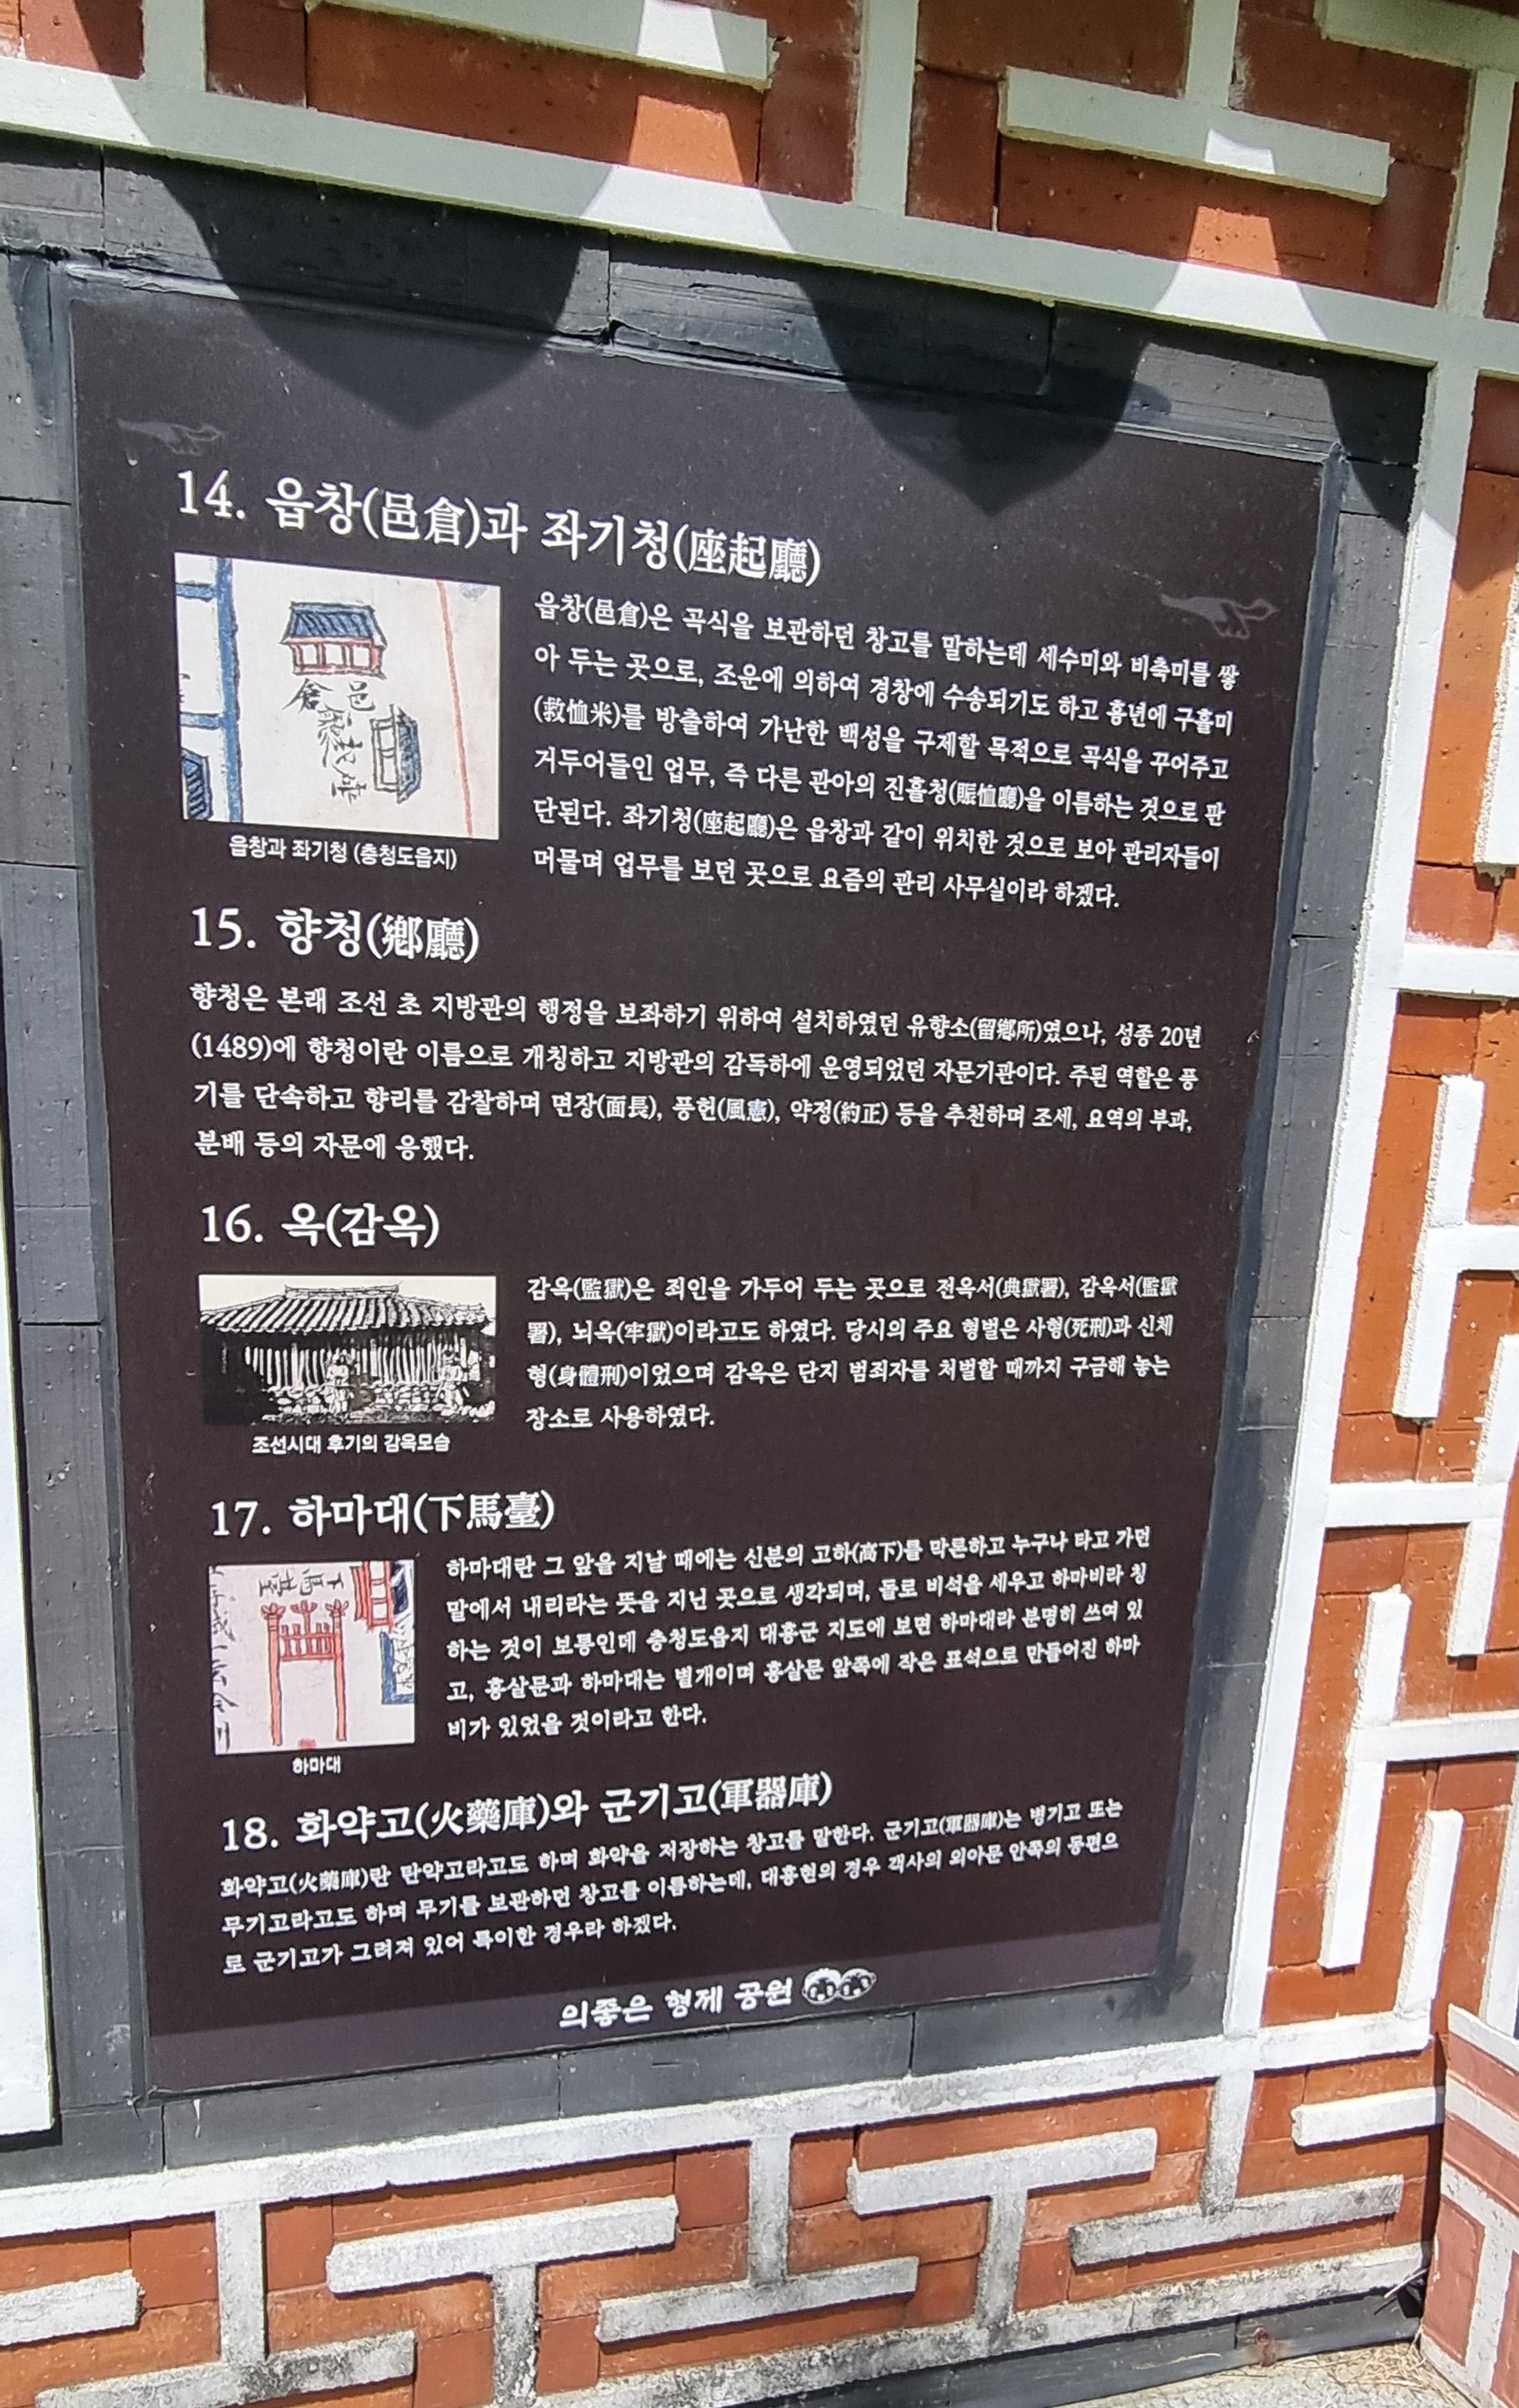 14. 읍창(邑倉)과 좌기청(座起廳)
邑
倉
읍창과 좌기청 (충청도읍지)
읍창(邑倉)은 곡식을 보관하던 창고를 말하는데 세수미와 비축미를 쌓
아 두는 곳으로, 조운에 의하여 경창에 수송되기도 하고 흉년에 구휼미
(救恤米)를 방출하여 가난한 백성을 구제할 목적으로 곡식을 꾸어주고
거두어들인 업무, 즉 다른 관아의 진휼청(賑恤廳)을 이름하는 것으로 판
단된다. 좌기청(座起廳)은 읍창과 같이 위치한 것으로 보아 관리자들이
머물며 업무를 보던 곳으로 요즘의 관리 사무실이라 하겠다.
15. 향청(鄕廳)
향청은 본래 조선 초 지방관의 행정을 보좌하기 위하여 설치하였던 유향소(留鄕所)였으나, 성종 20년
(1489)에 향청이란 이름으로 개칭하고 지방관의 감독하에 운영되었던 자문기관이다. 주된 역할은 풍
기를 단속하고 향리를 감찰하며 면장(面長), 풍헌(風憲), 약정(約正) 등을 추천하며 조세, 요역의 부과,
분배 등의 자문에 응했다.
16. 옥(감옥)
조선시대 후기의 감옥모습
감옥(監獄)은 죄인을 가두어 두는 곳으로 전옥서(典獄署), 감옥서(監獄
署), 뇌옥(牢獄)이라고도 하였다. 당시의 주요 형벌은 사형(死刑)과 신체
형(身體刑)이었으며 감옥은 단지 범죄자를 처벌할 때까지 구금해 놓는
장소로 사용하였다.
17. 하마대(下馬臺)
下馬臺
하마대
하마대란 그 앞을 지날 때에는 신분의 고하(高下)를 막론하고 누구나 타고 가던
말에서 내리라는 뜻을 지닌 곳으로 생각되며, 돌로 비석을 세우고 하마비라 칭
하는 것이 보통인데 충청도읍지 대흥군 지도에 보면 하마대라 분명히 쓰여 있
고, 홍살문과 하마대는 별개이며 홍살문 앞쪽에 작은 표석으로 만들어진 하마
비가 있었을 것이라고 한다.
18. 화약고(火藥庫)와 군기고(軍器庫)
화약고(火藥庫)란 탄약고라고도 하며 화약을 저장하는 창고를 말한다. 군기고(軍器庫)는 병기고 또는
무기고라고도 하며 무기를 보관하던 창고를 이름하는데, 대흥현의 경우 객사의 외아문 안쪽의 동편으
로 군기고가 그려져 있어 특이한 경우라 하겠다.
의좋은 형제 공원